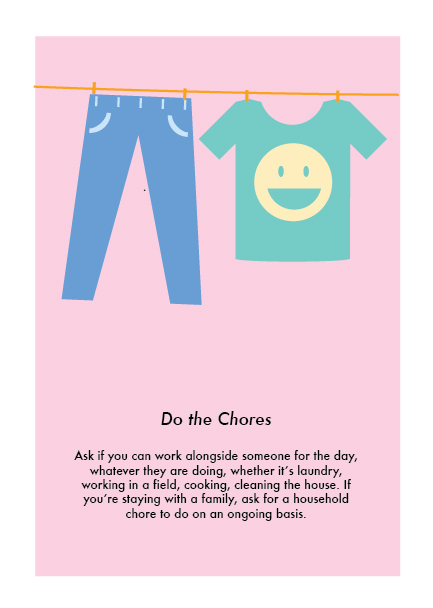 Do the Chores
Ask if you can work alongside someone for the day,
whatever they are doing, whether it's laundry,
working in a field, cooking, cleaning the house. If
you're staying with a family, ask for a household
chore to do on an ongoing basis.